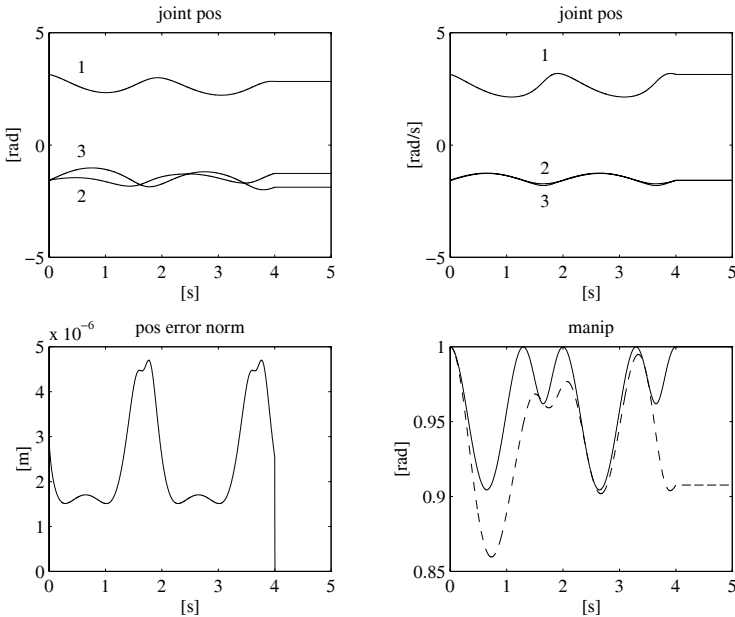 joint pos
5
0
−5
[rad]
1
3
2
0 1 2 3 4 5
[s]
joint pos
5
0
−5
[rad/s]
1
2
3
0 1 2 3 4 5
[s]
x 10⁻⁶
pos error norm
5
4
3
2
1
0
[m]
0 1 2 3 4 5
[s]
manip
1
0.95
0.9
0.85
[rad]
0 1 2 3 4 5
[s]